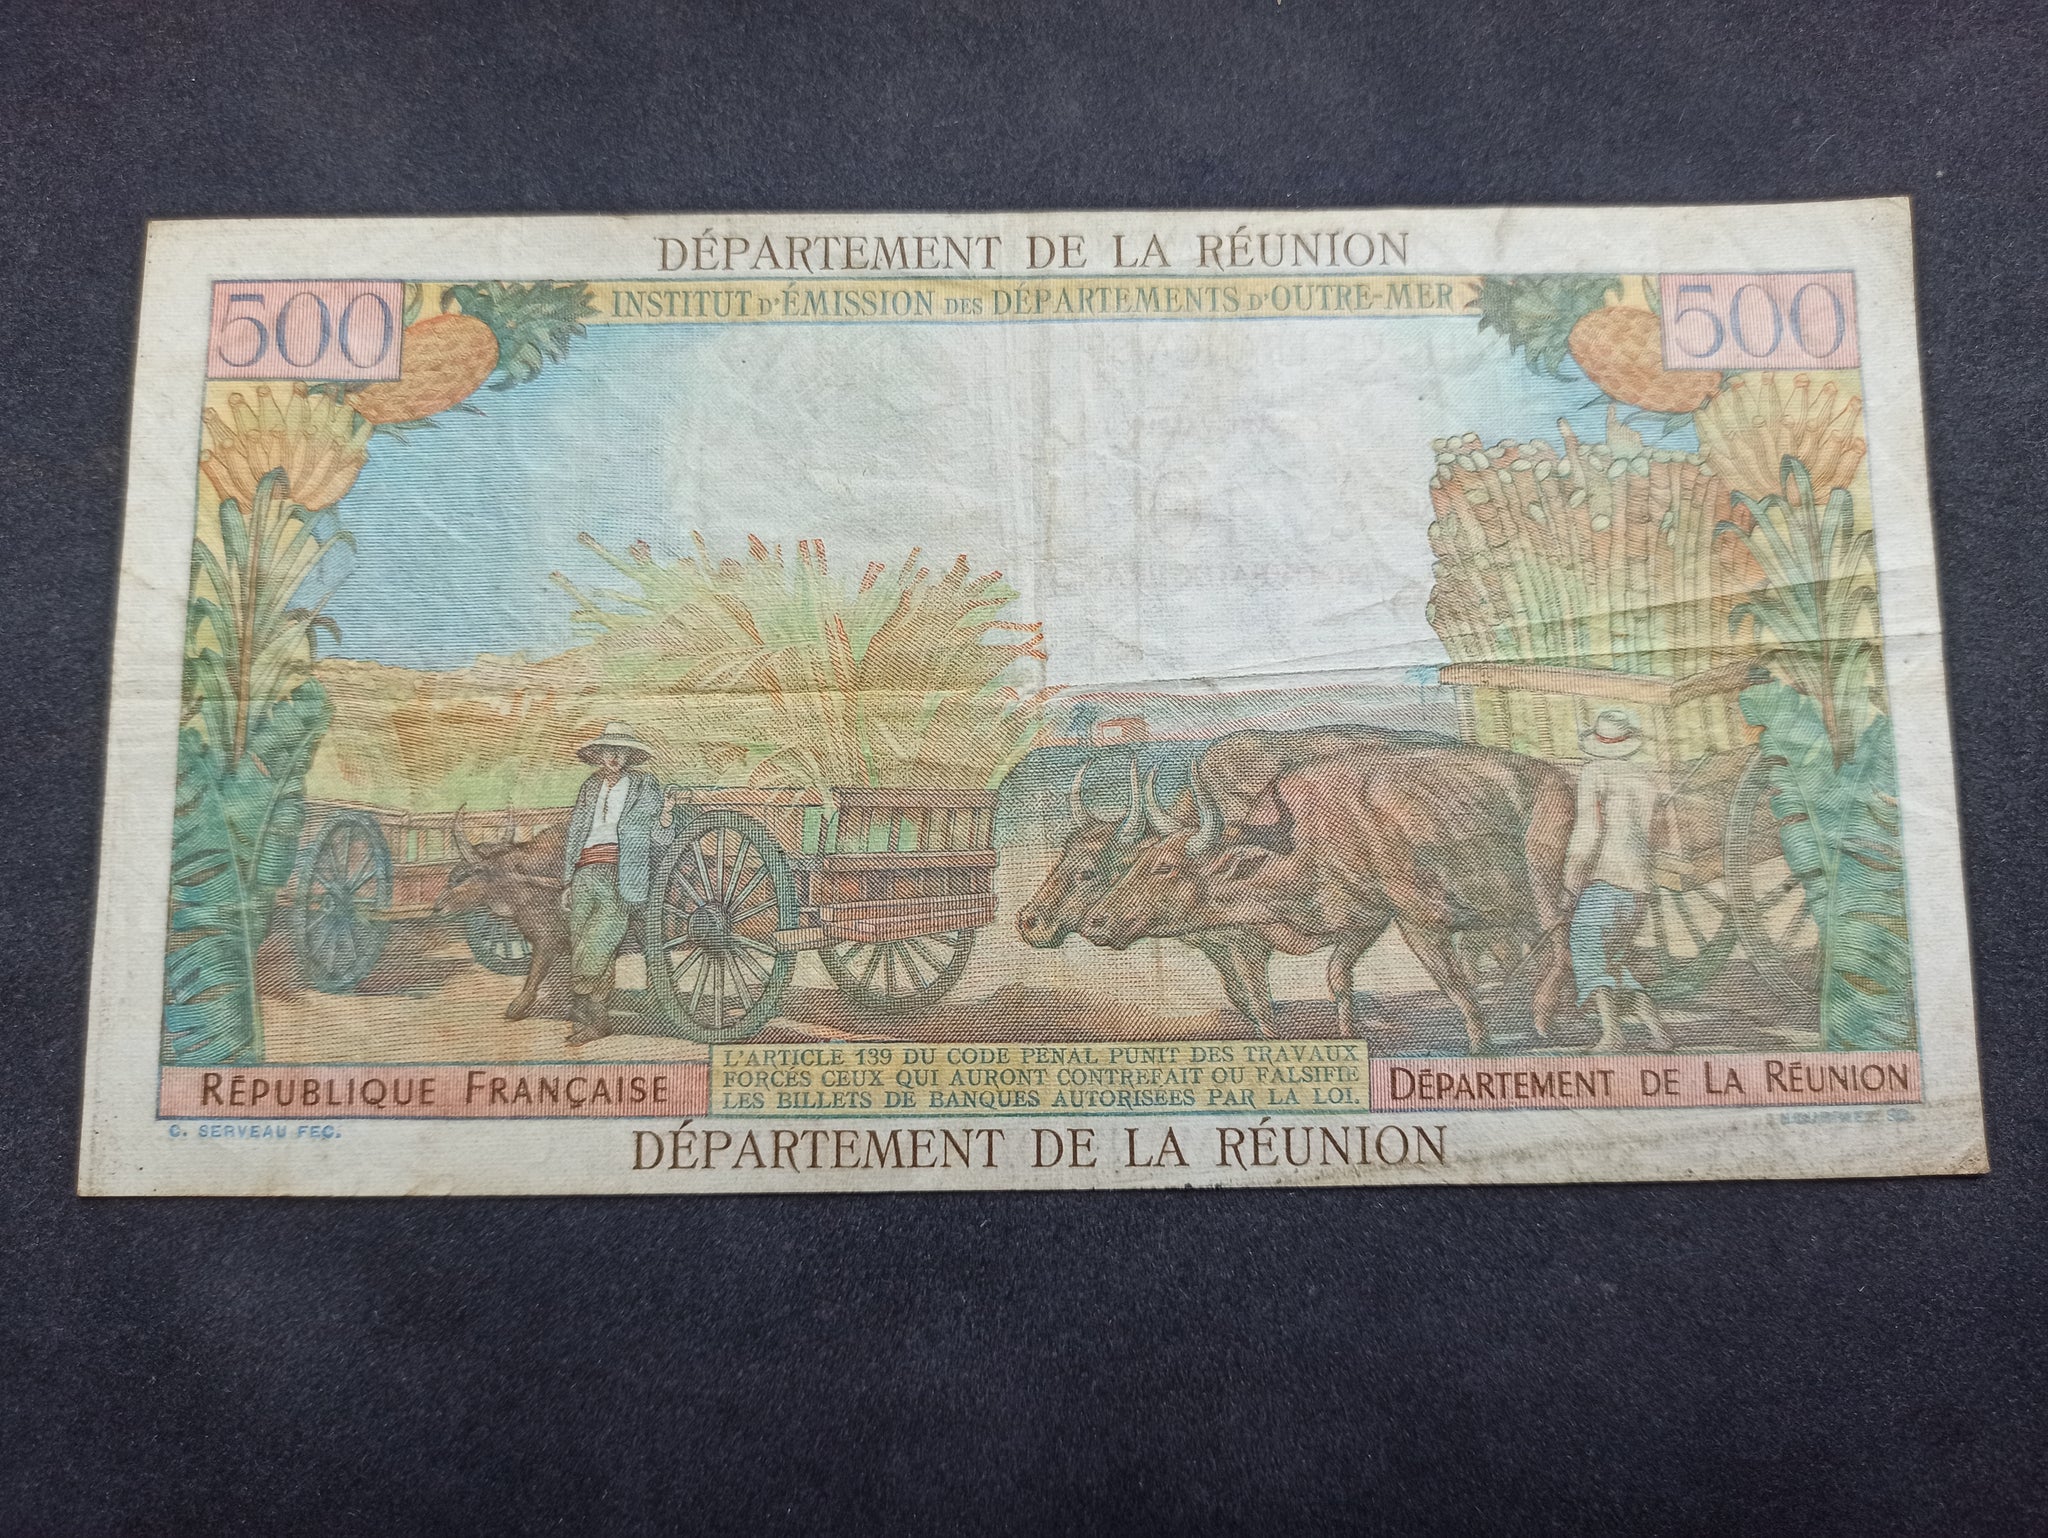 DÉPARTEMENT DE LA RÉUNION
500
INSTITUT D'ÉMISSION DES DÉPARTEMENTS D'OUTRE-MER
500
RÉPUBLIQUE FRANÇAISE
L'ARTICLE 139 DU CODE PENAL PUNIT DES TRAVAUX
FORCÉS CEUX QUI AURONT CONTREFAIT OU FALSIFIE
LES BILLETS DE BANQUES AUTORISÉES PAR LA LOI.
DÉPARTEMENT DE LA RÉUNION
C. SERVEAU FEC.
DÉPARTEMENT DE LA RÉUNION